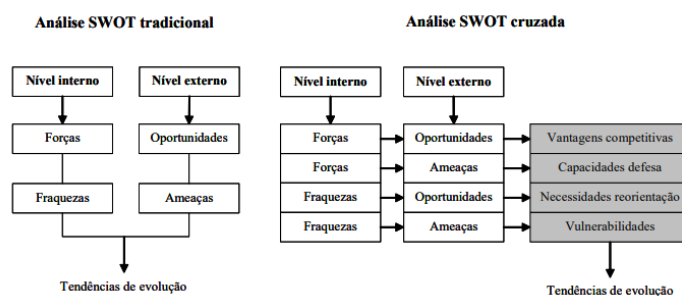 Análise SWOT tradicional
Nível interno
Nível externo
Forças
Oportunidades
Fraquezas
Ameaças
Tendências de evolução
Análise SWOT cruzada
Nível interno
Nível externo
Forças
Oportunidades
Vantagens competitivas
Forças
Ameaças
Capacidades defesa
Fraquezas
Oportunidades
Necessidades reorientação
Fraquezas
Ameaças
Vulnerabilidades
Tendências de evolução